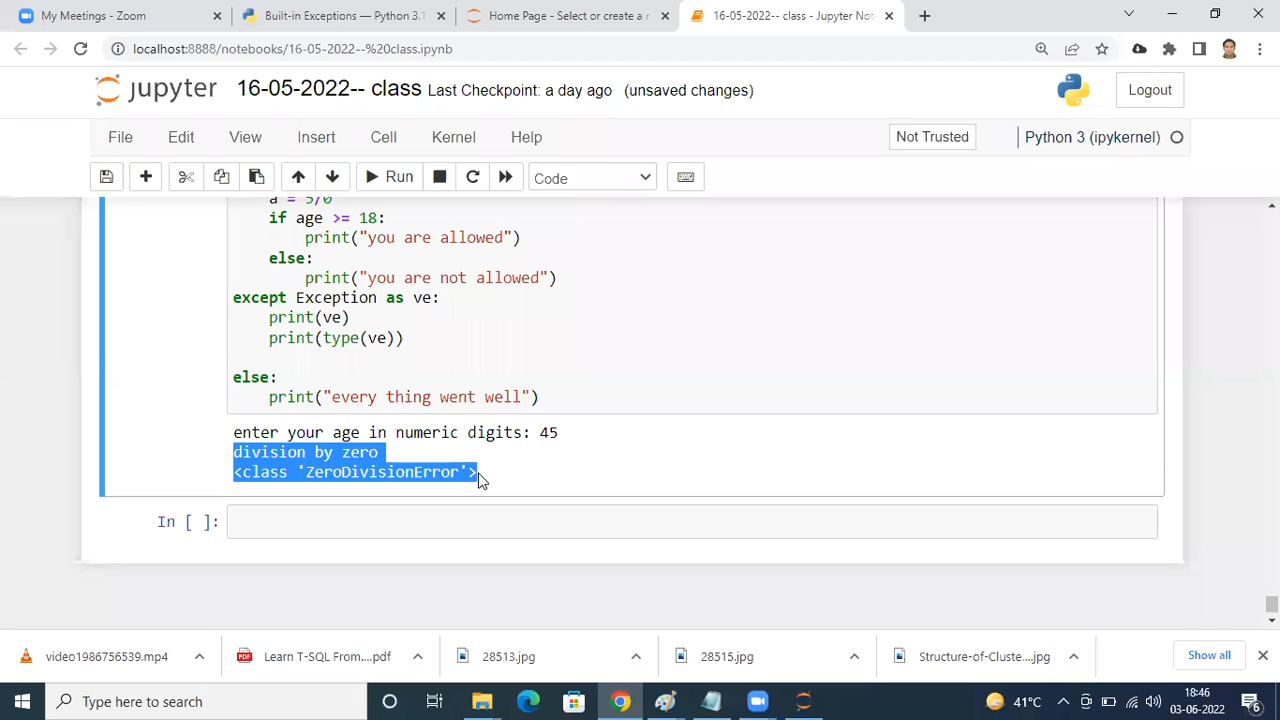 My Meetings - Zoom
Built-in Exceptions — Python 3.1
Home Page - Select or create a n
16-05-2022-- class - Jupyter Not
localhost:8888/notebooks/16-05-2022--%20class.ipynb
jupyter
16-05-2022-- class Last Checkpoint: a day ago (unsaved changes)
Logout
File Edit View Insert Cell Kernel Help
Not Trusted
Python 3 (ipykernel)
Run
Code
a = 5/0
if age >= 18:
print("you are allowed")
else:
print("you are not allowed")
except Exception as ve:
print(ve)
print(type(ve))
else:
print("every thing went well")
enter your age in numeric digits: 45
division by zero
<class 'ZeroDivisionError'>
In [ ]:
video1986756539.mp4
PDF
Learn T-SQL From....pdf
28513.jpg
28515.jpg
Structure-of-Cluste....jpg
Show all
Type here to search
41°C
18:46
03-06-2022
6